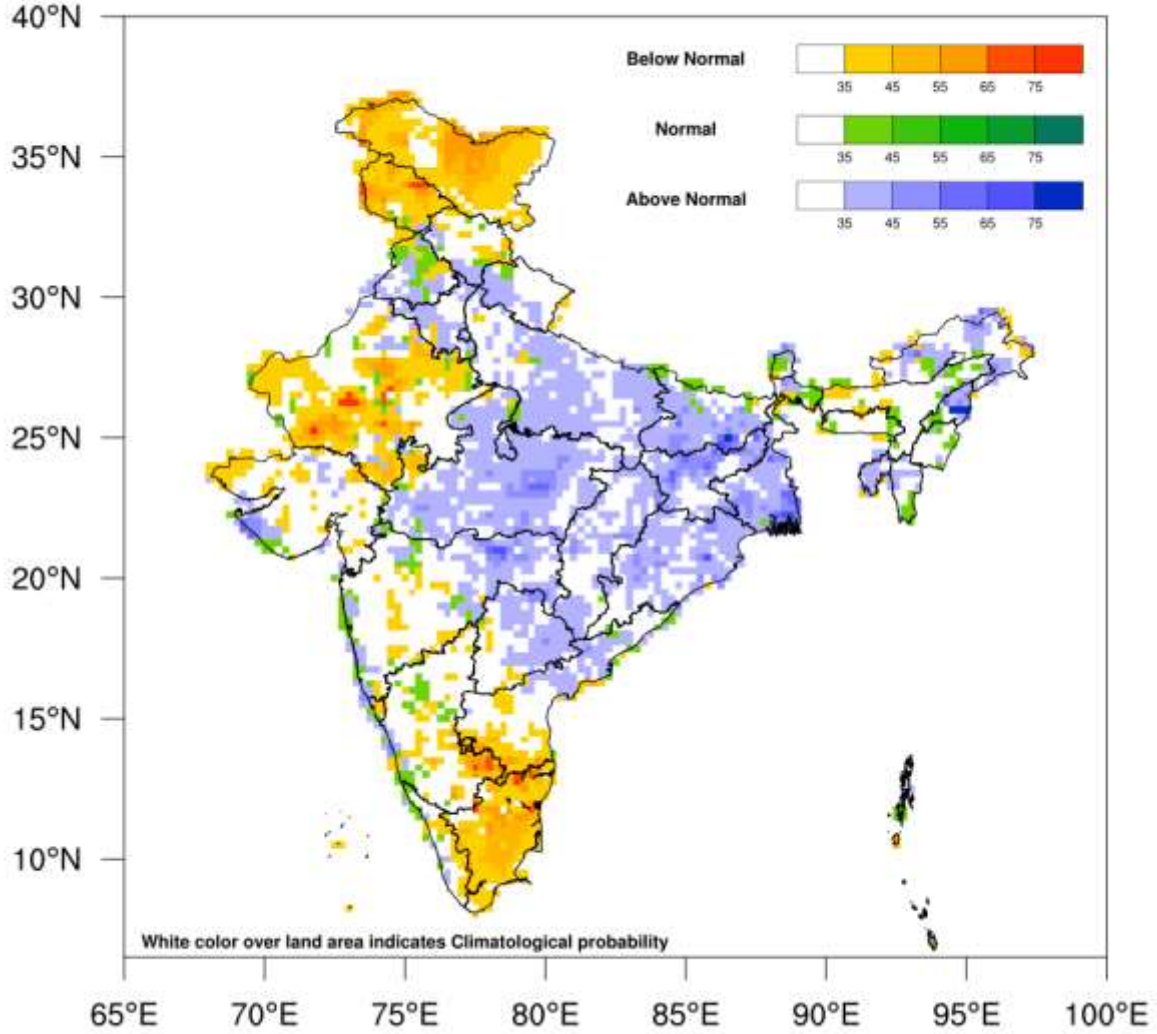 40°N
Below Normal
35 45 55 65 75
Normal
35 45 55 65 75
35°N
Above Normal
35 45 55 65 75
30°N
25°N
20°N
15°N
10°N
White color over land area indicates Climatological probability
65°E 70°E 75°E 80°E 85°E 90°E 95°E 100°E